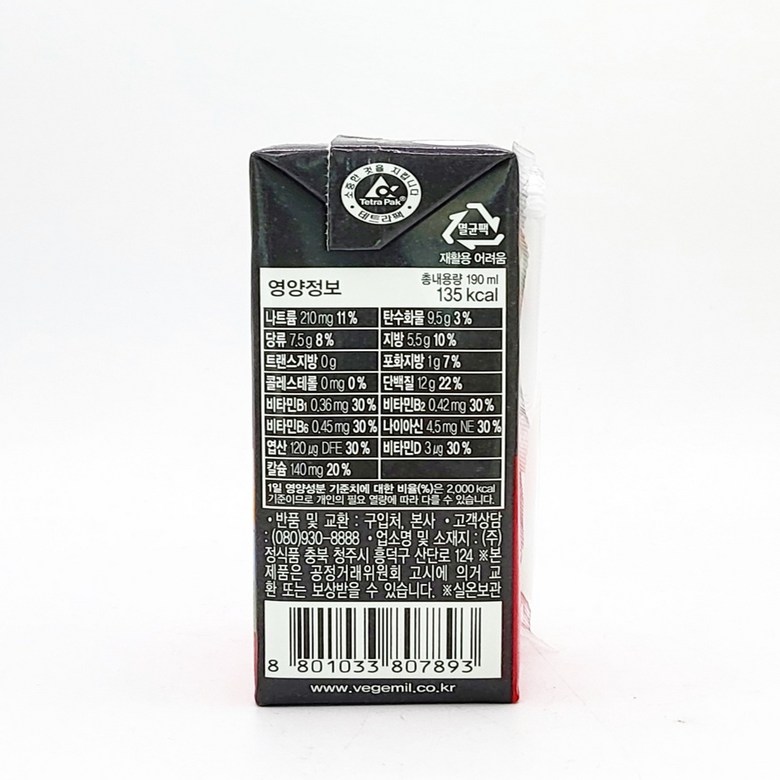 소중한 것을 지킵니다
Tetra Pak®
테트라팩
멸균팩
재활용 어려움
영양정보
총내용량 190 ml
135 kcal
나트륨 210 mg 11 % 탄수화물 9.5 g 3 %
당류 7.5 g 8 % 지방 5.5 g 10 %
트랜스지방 0 g 포화지방 1 g 7 %
콜레스테롤 0 mg 0 % 단백질 12 g 22 %
비타민B1 0.36 mg 30 % 비타민B2 0.42 mg 30 %
비타민B6 0.45 mg 30 % 나이아신 4.5 mg NE 30 %
엽산 120 µg DFE 30 % 비타민D 3 µg 30 %
칼슘 140 mg 20 %
1일 영양성분 기준치에 대한 비율(%)은 2,000 kcal
기준이므로 개인의 필요 열량에 따라 다를 수 있습니다.
•반품 및 교환 : 구입처, 본사 •고객상담
: (080)930-8888 •업소명 및 소재지 : (주)
정식품 충북 청주시 흥덕구 산단로 124 ※본
제품은 공정거래위원회 고시에 의거 교
환 또는 보상받을 수 있습니다. ※실온보관
8 801033 807893
www.vegemil.co.kr